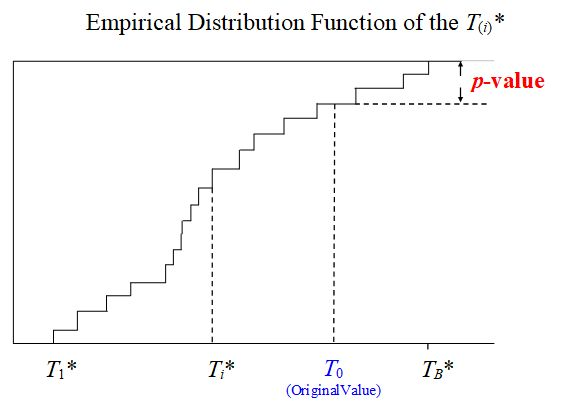 Empirical Distribution Function of the T(i)*
p-value
T1* Ti* T0 TB*
(OriginalValue)